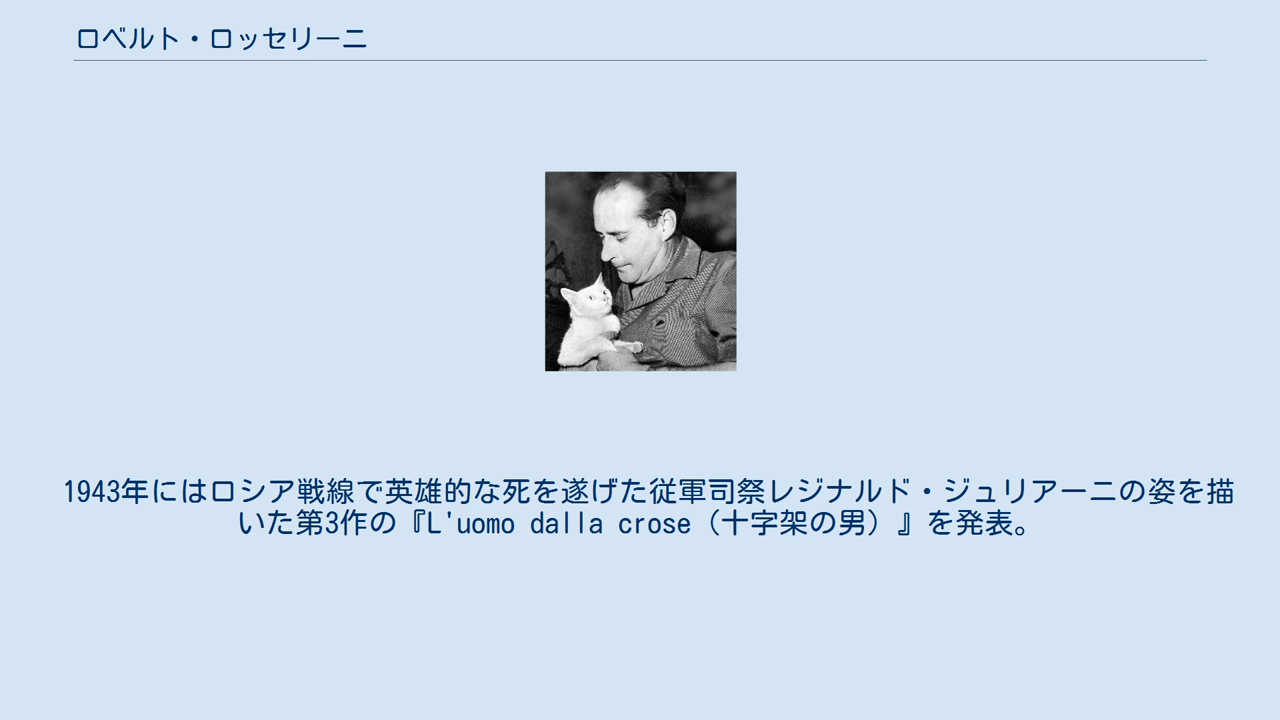 ロベルト・ロッセリーニ
1943年にはロシア戦線で英雄的な死を遂げた従軍司祭レジナルド・ジュリアーニの姿を描
いた第3作の『L'uomo dalla crose（十字架の男）』を発表。